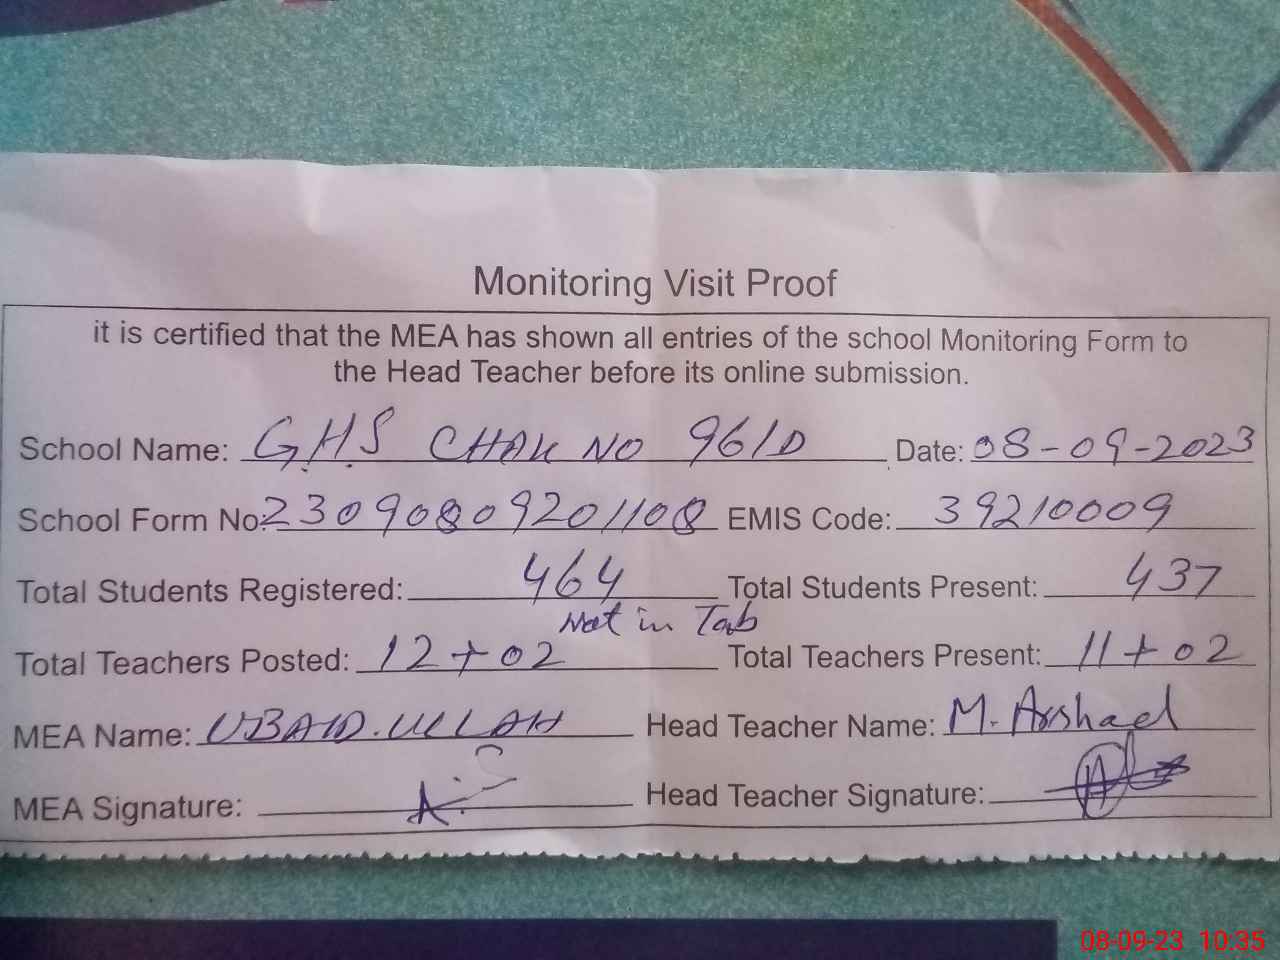 Monitoring Visit Proof
it is certified that the MEA has shown all entries of the school Monitoring Form to
the Head Teacher before its online submission.
School Name: G.H.S CHAK NO 96/D Date: 08-09-2023
School Form No: 23090809201108 EMIS Code: 39210009
Total Students Registered: 464 Total Students Present: 437
Not in Tab
Total Teachers Posted: 12+02 Total Teachers Present: 11+02
MEA Name: UBAID.ULLAH Head Teacher Name: M. Arshad
MEA Signature: Head Teacher Signature:
08-09-23 10:35